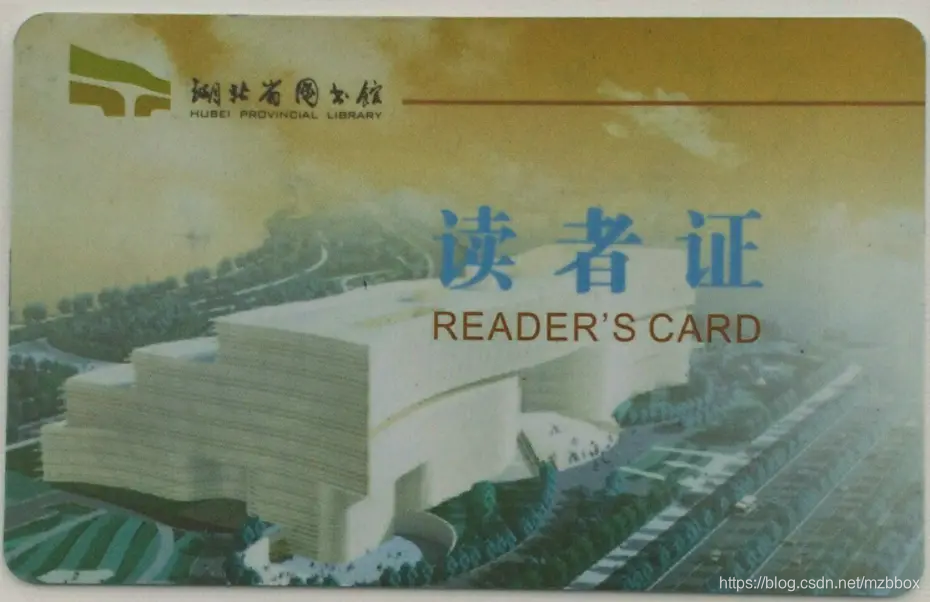 湖北省图书馆
HUBEI PROVINCIAL LIBRARY
读者证
READER'S CARD
https://blog.csdn.net/mzbbox